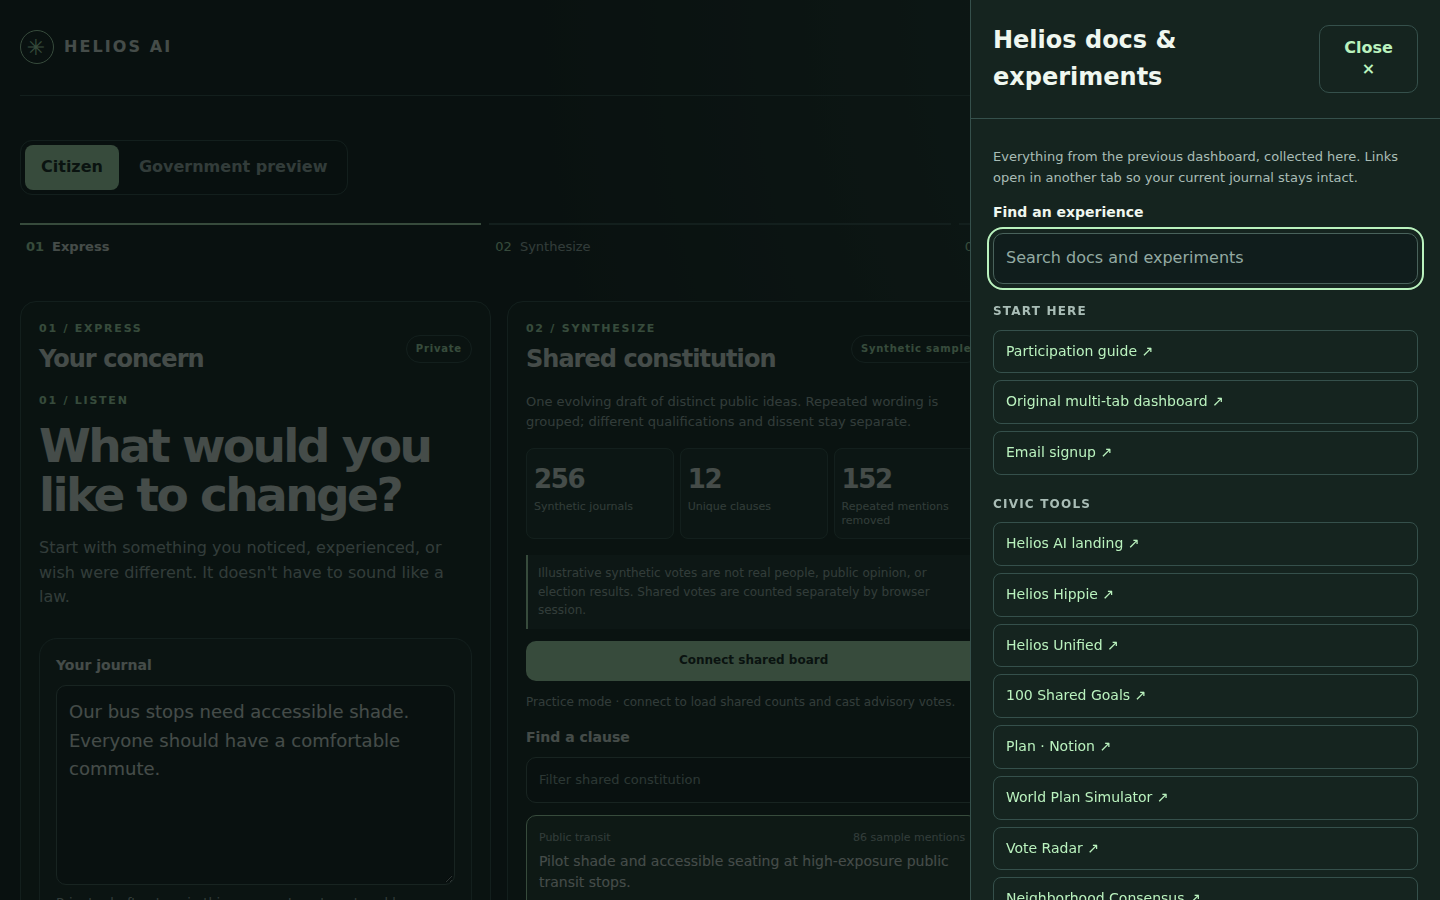 HELIOS AI
Citizen
Government preview
01 Express
02 Synthesize
01 / EXPRESS
Your concern
Private
01 / LISTEN
What would you
like to change?
Start with something you noticed, experienced, or
wish were different. It doesn't have to sound like a
law.
Your journal
Our bus stops need accessible shade.
Everyone should have a comfortable
commute.
02 / SYNTHESIZE
Shared constitution
Synthetic sample
One evolving draft of distinct public ideas. Repeated wording is
grouped; different qualifications and dissent stay separate.
256
Synthetic journals
12
Unique clauses
152
Repeated mentions
removed
Illustrative synthetic votes are not real people, public opinion, or
election results. Shared votes are counted separately by browser
session.
Connect shared board
Practice mode · connect to load shared counts and cast advisory votes.
Find a clause
Filter shared constitution
Public transit
86 sample mentions
Pilot shade and accessible seating at high-exposure public
transit stops.
Helios docs &
experiments
Close
×
Everything from the previous dashboard, collected here. Links
open in another tab so your current journal stays intact.
Find an experience
Search docs and experiments
START HERE
Participation guide ↗
Original multi-tab dashboard ↗
Email signup ↗
CIVIC TOOLS
Helios AI landing ↗
Helios Hippie ↗
Helios Unified ↗
100 Shared Goals ↗
Plan · Notion ↗
World Plan Simulator ↗
Vote Radar ↗
Neighborhood Consensus ↗